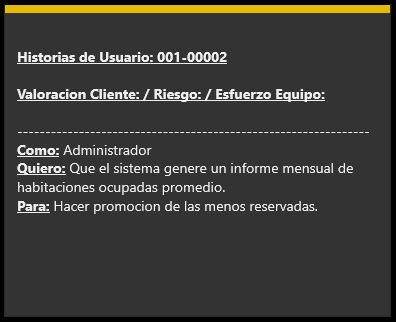 Historias de Usuario: 001-00002
Valoracion Cliente: / Riesgo: / Esfuerzo Equipo:
----------------------------------------------------------------
Como: Administrador
Quiero: Que el sistema genere un informe mensual de
habitaciones ocupadas promedio.
Para: Hacer promocion de las menos reservadas.